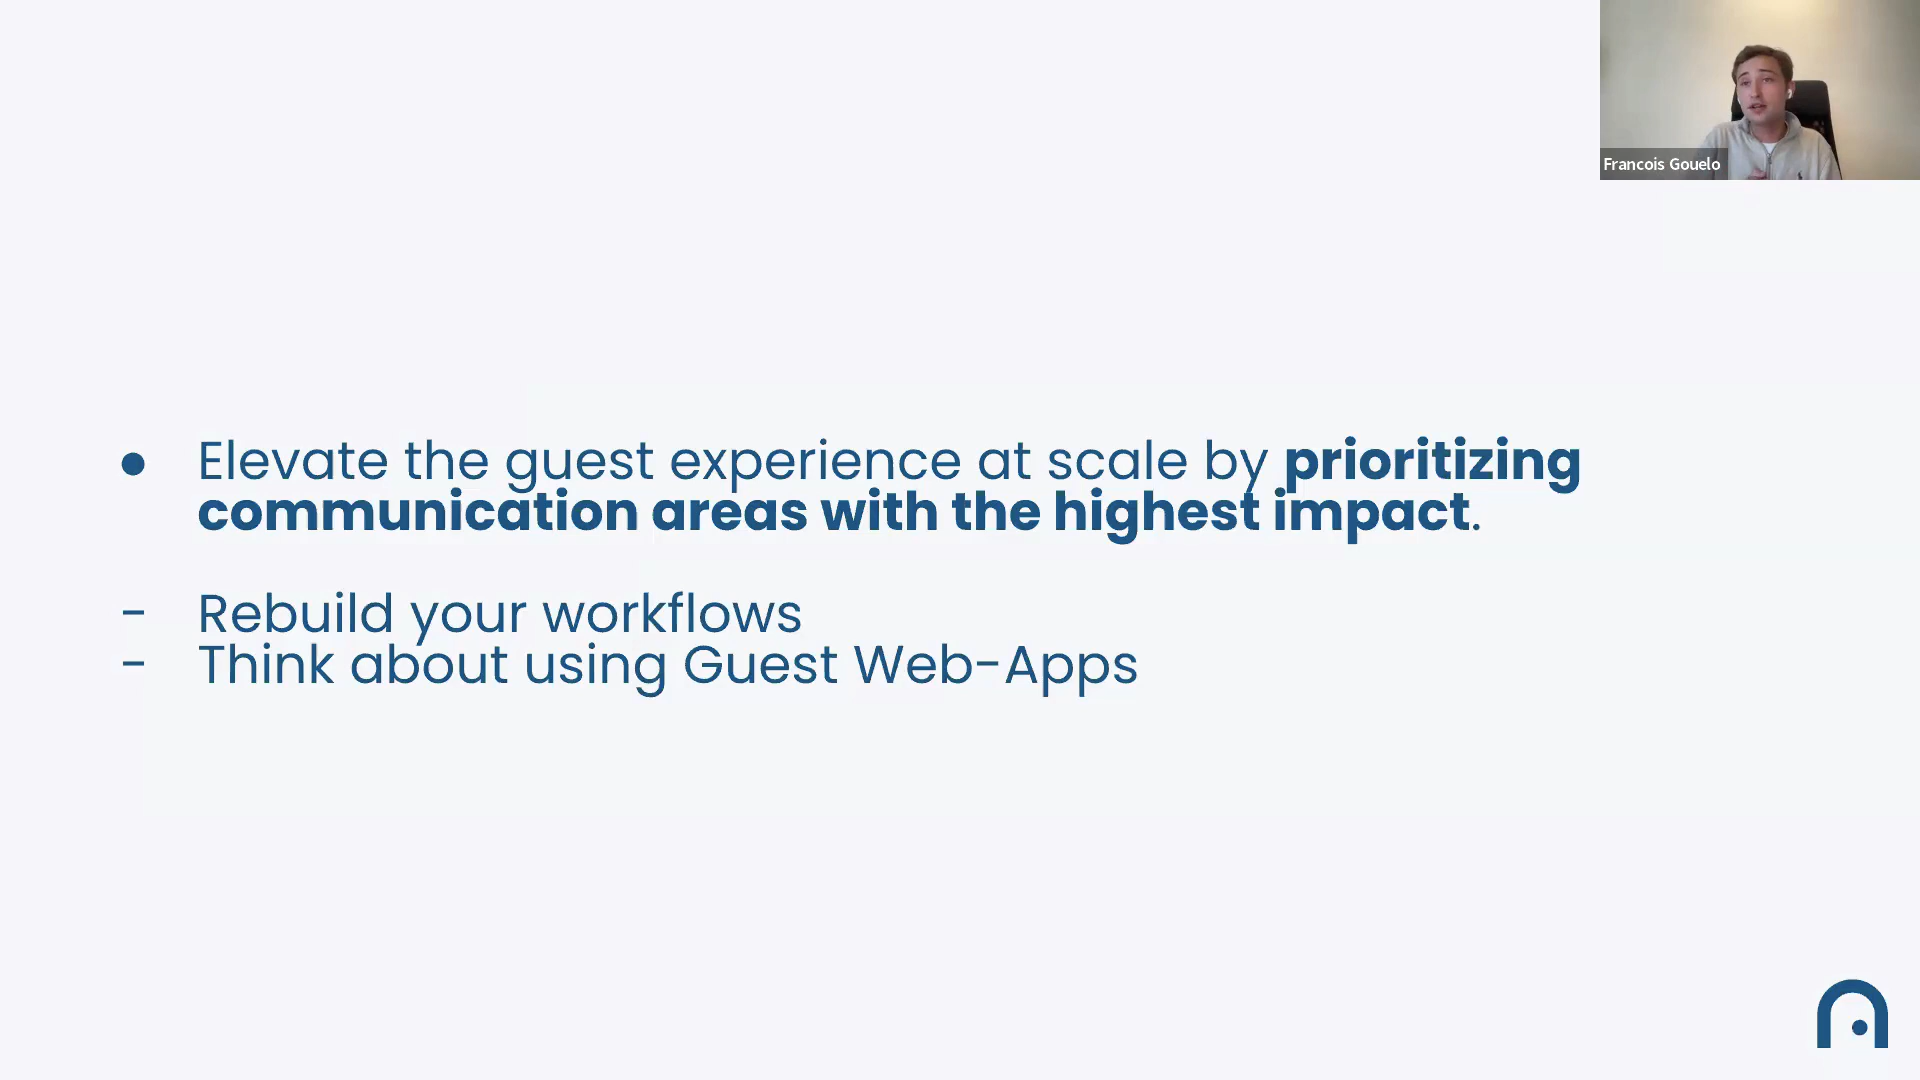 Francois Gouelo
● Elevate the guest experience at scale by prioritizing
communication areas with the highest impact.
- Rebuild your workflows
- Think about using Guest Web-Apps